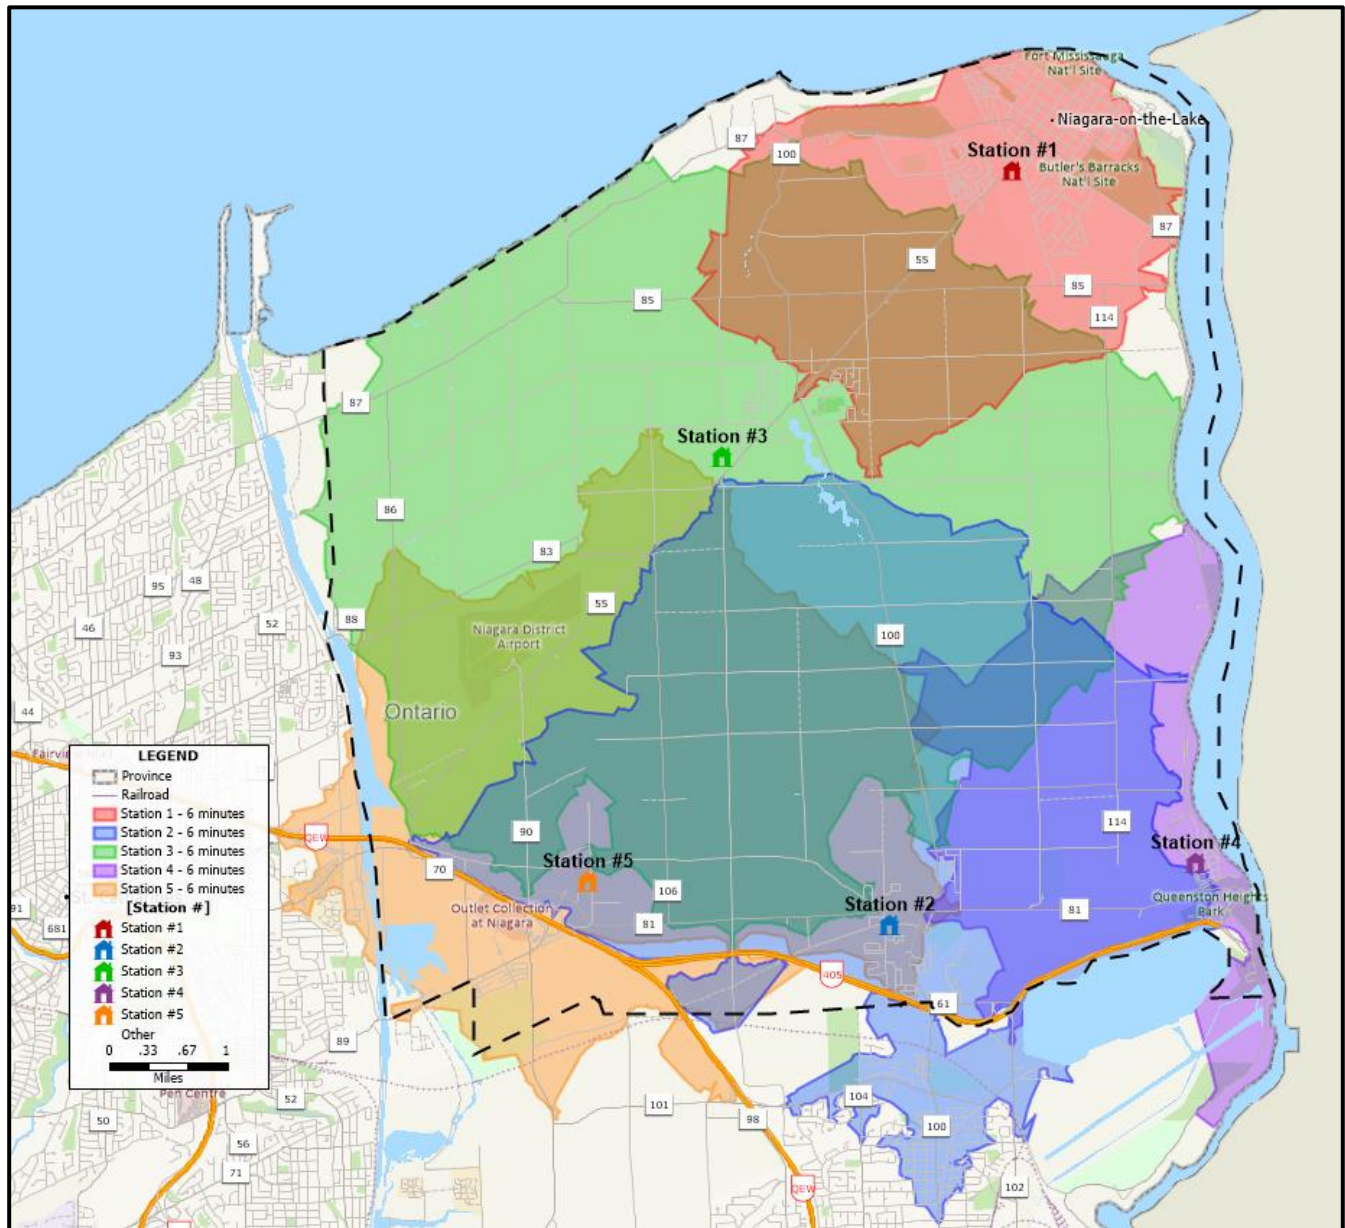 Fort Mississauga
Nat'l Site
Niagara-on-the-Lake
87
100
Station #1
Butler's Barracks
Nat'l Site
87
55
85
85
114
87
Station #3
86
83
95
48
55
52
88
46
Niagara District
Airport
100
93
Ontario
44
LEGEND
Province
Railroad
Station 1 - 6 minutes
Station 2 - 6 minutes
Station 3 - 6 minutes
Station 4 - 6 minutes
Station 5 - 6 minutes
[Station #]
Station #1
Station #2
Station #3
Station #4
Station #5
Other
0 .33 .67 1
Miles
QEW
90
114
Station #4
Station #5
70
106
Queenston Heights
Park
91
Outlet Collection
at Niagara
Station #2
81
81
681
405
61
89
Pen Centre
52
101
104
98
50
100
56
71
QEW
102